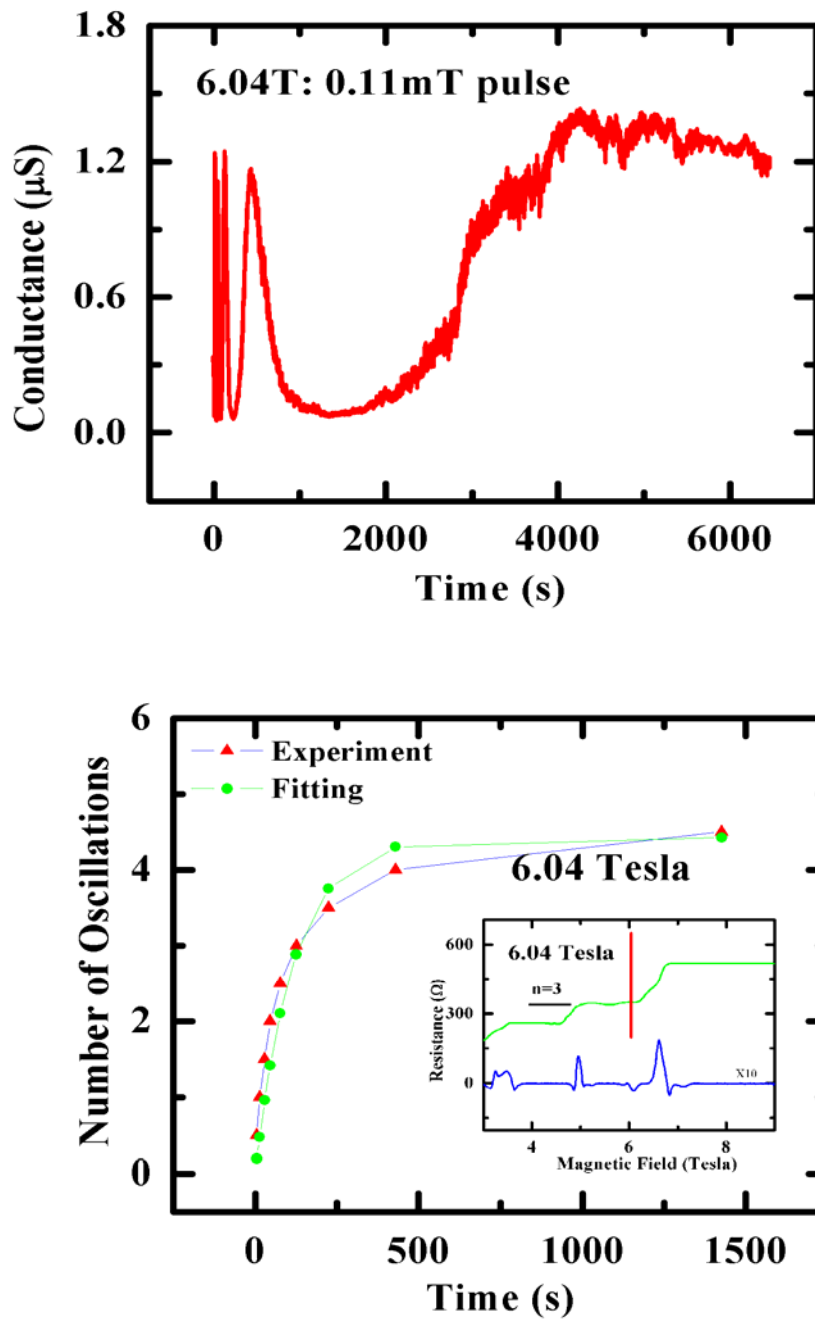 1.8
6.04T: 0.11mT pulse
1.2
0.6
0.0
Conductance (μS)
0 2000 4000 6000
Time (s)
6
Experiment
Fitting
4
6.04 Tesla
2
0
Number of Oscillations
600
6.04 Tesla
n=3
300
X10
0
Resistance (Ω)
4 6 8
Magnetic Field (Tesla)
0 500 1000 1500
Time (s)